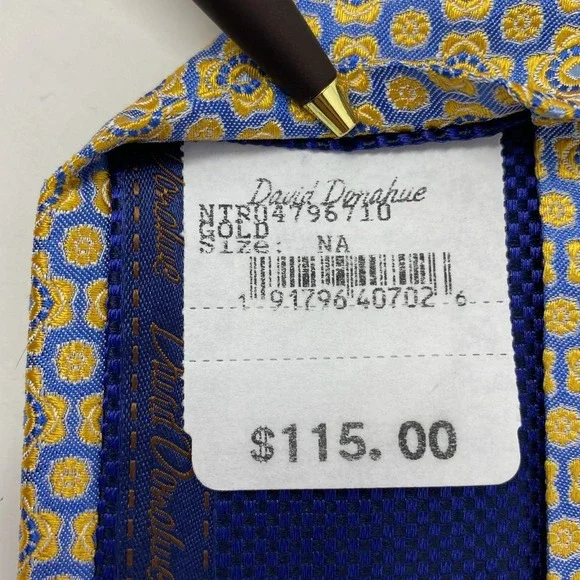 David Donahue
NTR04796710
GOLD
Size: NA
1 91796 40702 6
$115.00
David Donahue